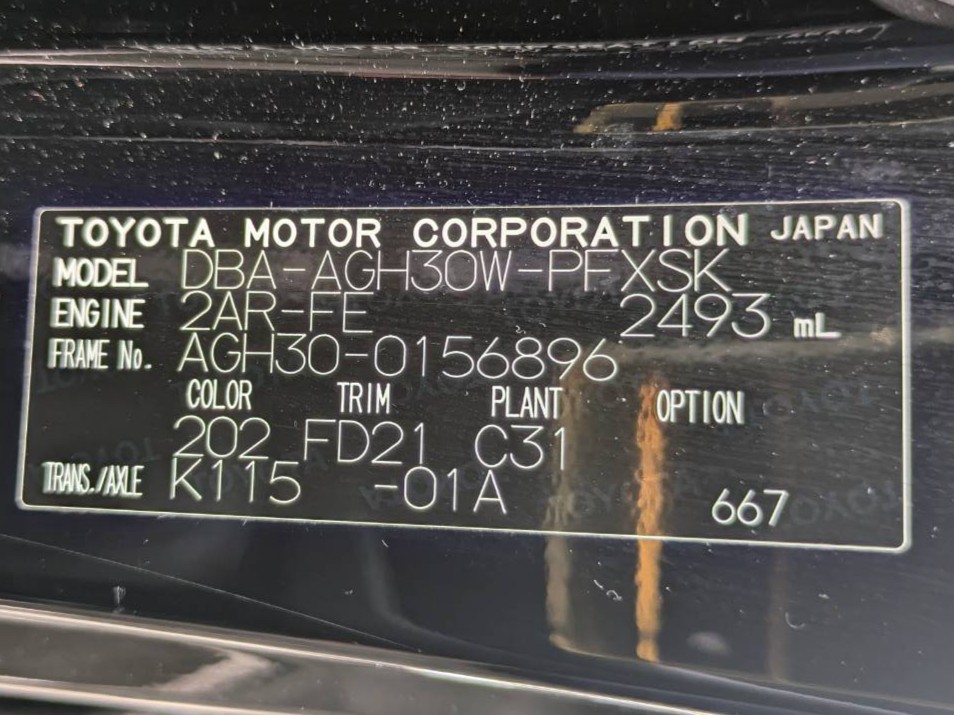 TOYOTA MOTOR CORPORATION JAPAN
MODEL DBA-AGH30W-PFXSK
ENGINE 2AR-FE 2493 mL
FRAME No. AGH30-0156896
COLOR TRIM PLANT OPTION
202 FD21 C31
TRANS./AXLE K115 -01A 667